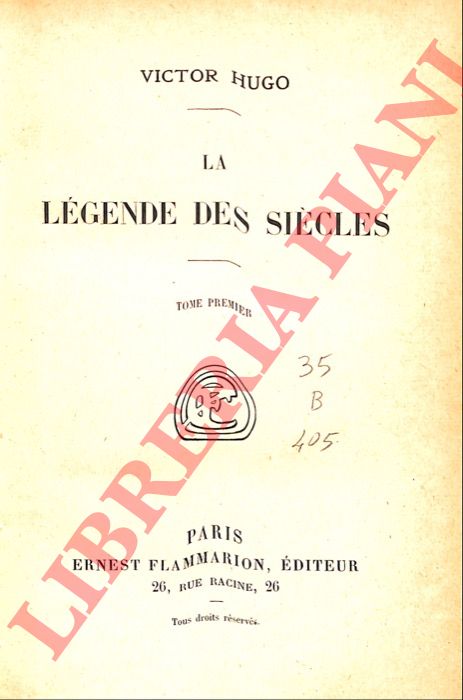 VICTOR HUGO
LA
LÉGENDE DES SIÈCLES
TOME PREMIER
35
B
405.
PARIS
ERNEST FLAMMARION, ÉDITEUR
26, RUE RACINE, 26
Tous droits réservés.
LIBRERIA PIANI